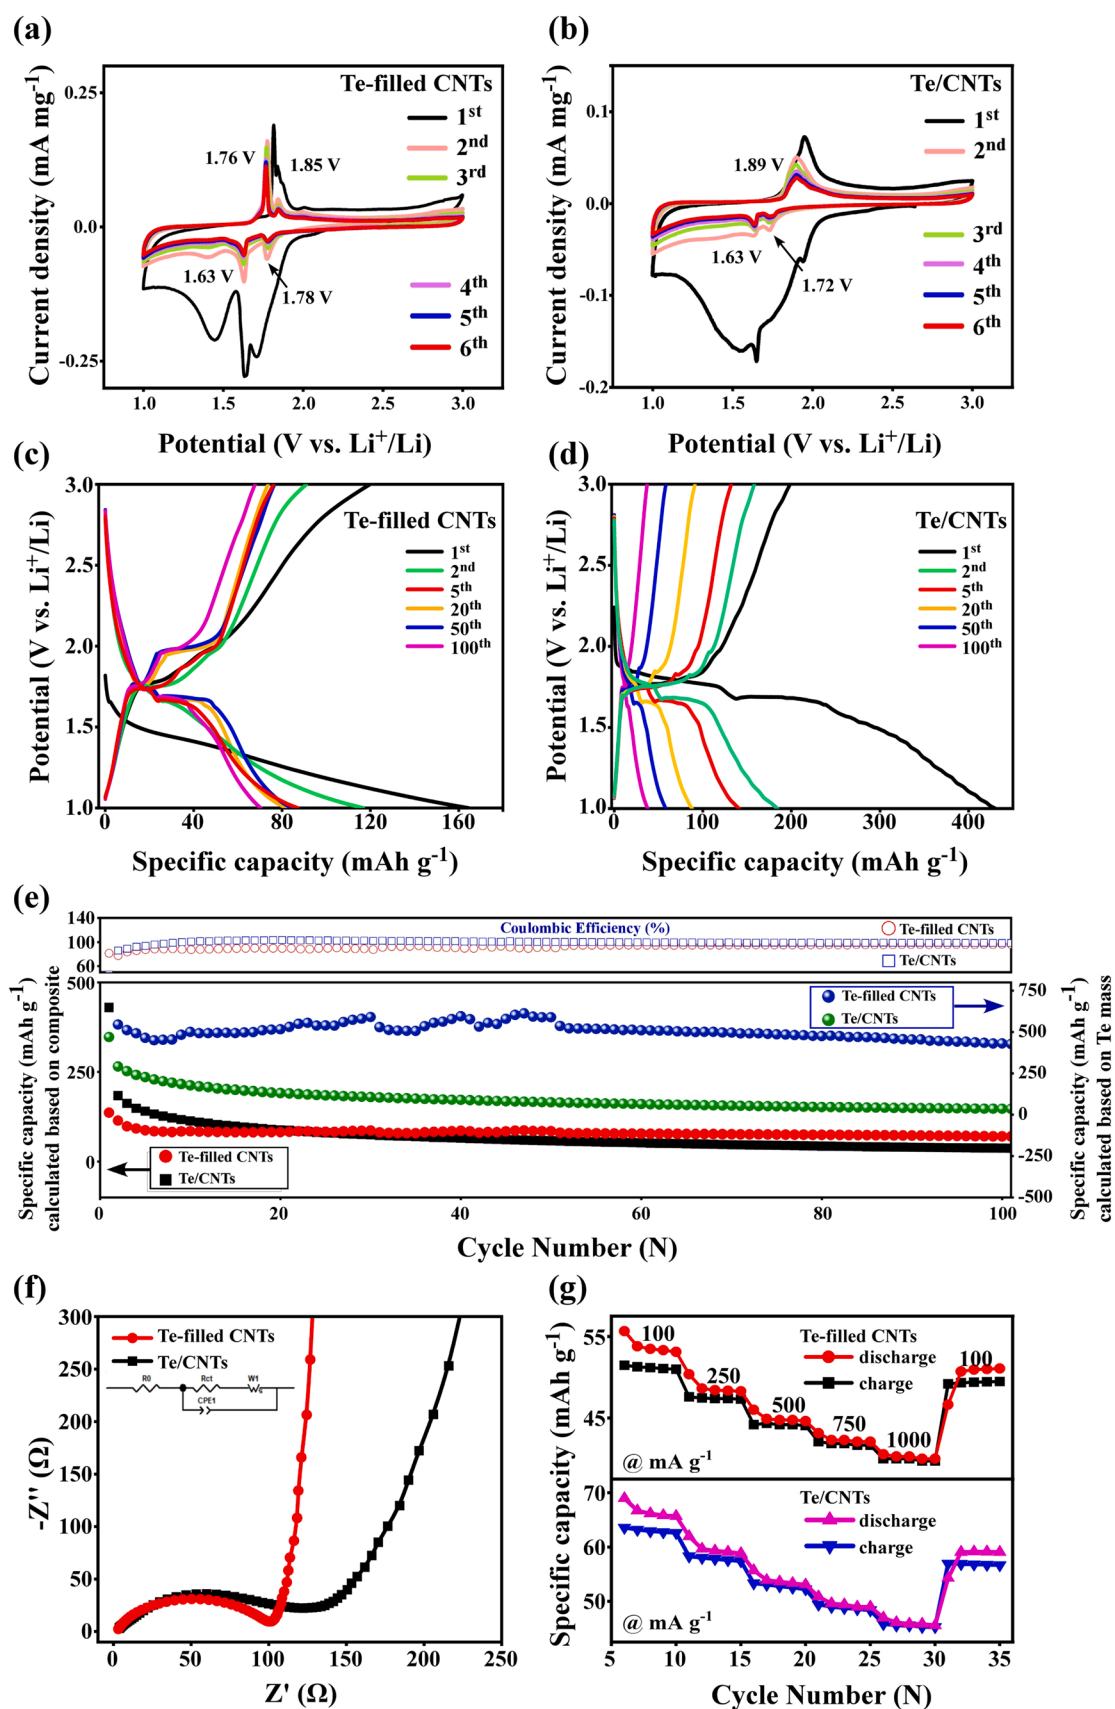 (a)
Current density (mA mg⁻¹)
Te-filled CNTs
1ˢᵗ
2ⁿᵈ
3ʳᵈ
4ᵗʰ
5ᵗʰ
6ᵗʰ
1.76 V
1.85 V
1.63 V
1.78 V
0.25
0.0
-0.25
1.0 1.5 2.0 2.5 3.0
Potential (V vs. Li⁺/Li)
(b)
Current density (mA mg⁻¹)
Te/CNTs
1ˢᵗ
2ⁿᵈ
3ʳᵈ
4ᵗʰ
5ᵗʰ
6ᵗʰ
1.89 V
1.63 V
1.72 V
0.1
0.0
-0.1
-0.2
1.0 1.5 2.0 2.5 3.0
Potential (V vs. Li⁺/Li)
(c)
Potential (V vs. Li⁺/Li)
Te-filled CNTs
1ˢᵗ
2ⁿᵈ
5ᵗʰ
20ᵗʰ
50ᵗʰ
100ᵗʰ
3.0
2.5
2.0
1.5
1.0
0 40 80 120 160
Specific capacity (mAh g⁻¹)
(d)
Potential (V vs. Li⁺/Li)
Te/CNTs
1ˢᵗ
2ⁿᵈ
5ᵗʰ
20ᵗʰ
50ᵗʰ
100ᵗʰ
3.0
2.5
2.0
1.5
1.0
0 100 200 300 400
Specific capacity (mAh g⁻¹)
(e)
140
100
60
Coulombic Efficiency (%)
Te-filled CNTs
Te/CNTs
Specific capacity (mAh g⁻¹)
calculated based on composite
500
250
0
Te-filled CNTs
Te/CNTs
Te-filled CNTs
Te/CNTs
750
500
250
0
-250
-500
Specific capacity (mAh g⁻¹)
calculated based on Te mass
0 20 40 60 80 100
Cycle Number (N)
(f)
-Z'' (Ω)
300
250
200
150
100
50
0
Te-filled CNTs
Te/CNTs
R0 Rct W1
CPE1
0 50 100 150 200 250
Z' (Ω)
(g)
Specific capacity (mAh g⁻¹)
55
45
Te-filled CNTs
discharge
charge
100
250
500
750
1000
100
@ mA g⁻¹
70
60
50
Te/CNTs
discharge
charge
@ mA g⁻¹
5 10 15 20 25 30 35
Cycle Number (N)